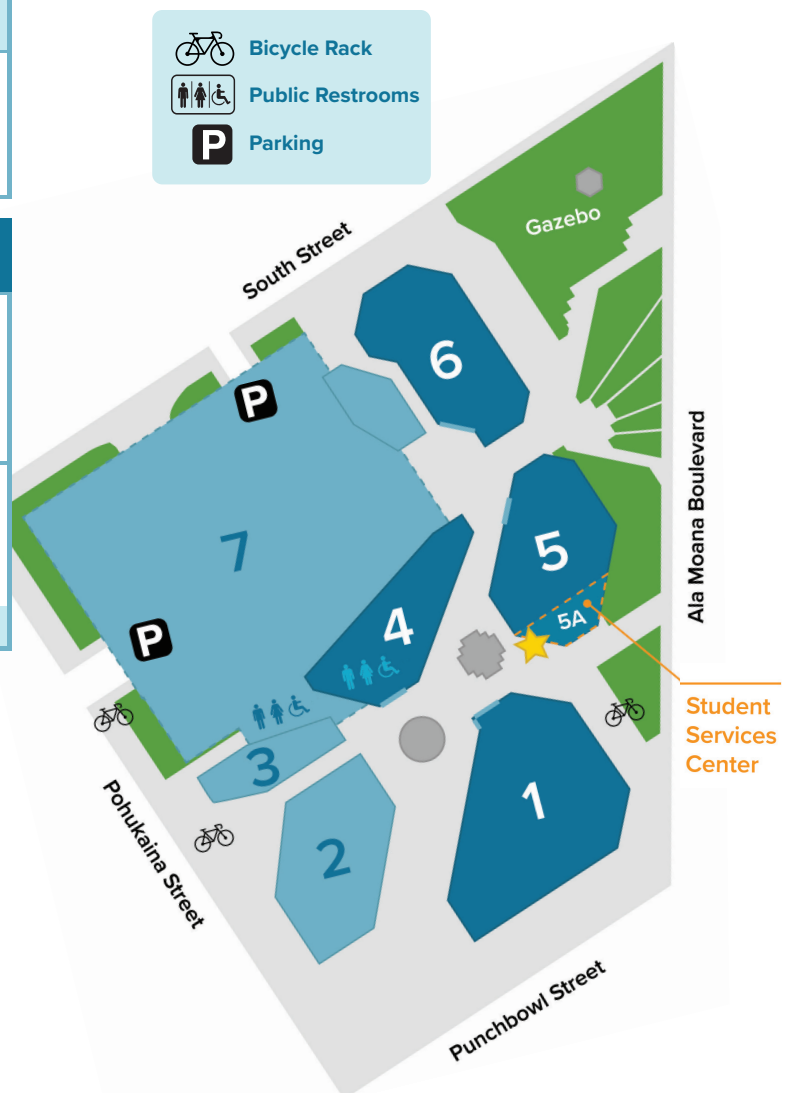 Bicycle Rack
Public Restrooms
P Parking
South Street
Gazebo
6
P
7
5
5A
4
P
Ala Moana Boulevard
Student
Services
Center
3
1
2
Pohukaina Street
Punchbowl Street